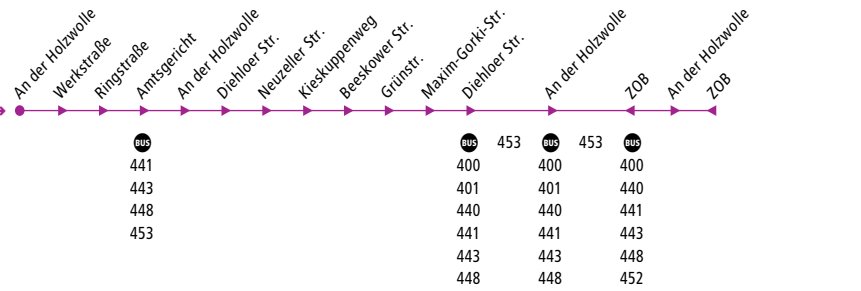 An der Holzwolle
Werkstraße
Ringstraße
Amtsgericht
An der Holzwolle
Diehloer Str.
Neuzeller Str.
Kieskuppenweg
Beeskower Str.
Grünstr.
Maxim-Gorki-Str.
Diehloer Str.
An der Holzwolle
ZOB
An der Holzwolle
ZOB
BUS BUS 453 BUS 453 BUS
441 400 400 400
443 401 401 440
448 440 440 441
453 441 441 443
443 443 448
448 448 452